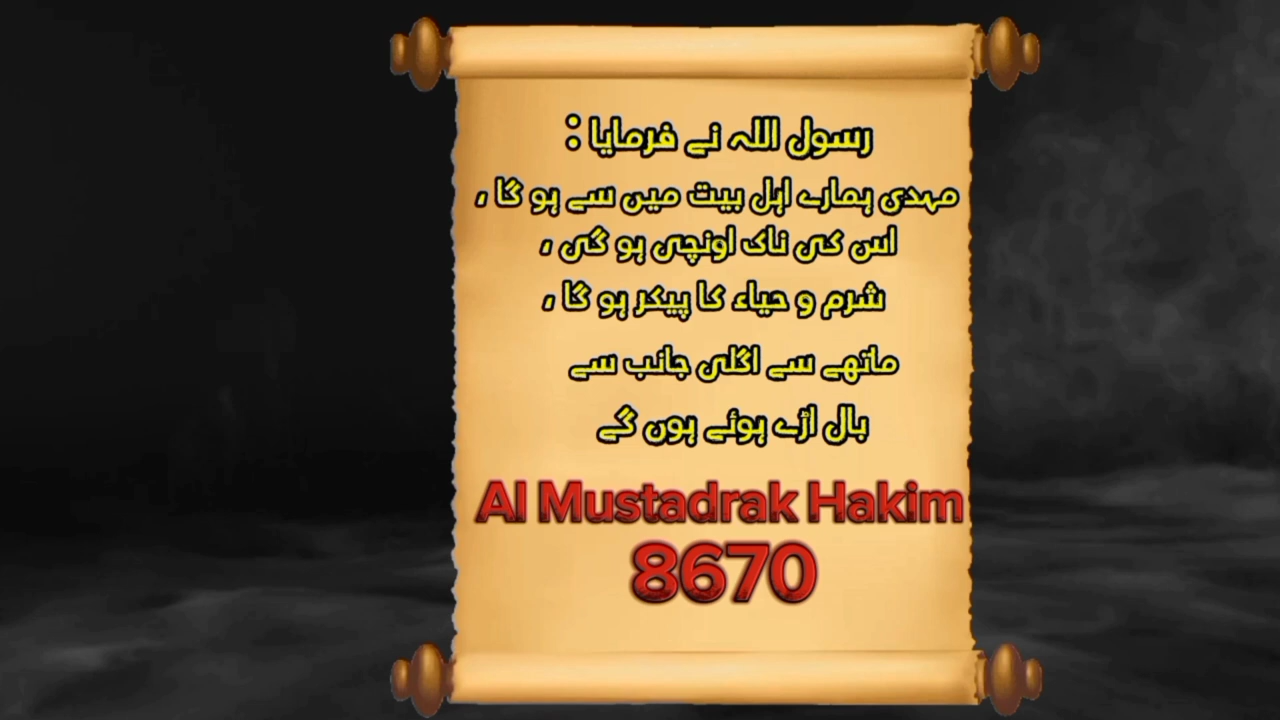 رسول اللہ نے فرمایا :
مہدی ہمارے اہل بیت میں سے ہو گا ،
اس کی ناک اونچی ہو گی ،
شرم و حیاء کا پیکر ہو گا ،
ماتھے سے اگلی جانب سے
بال اڑے ہوئے ہوں گے
Al Mustadrak Hakim
8670